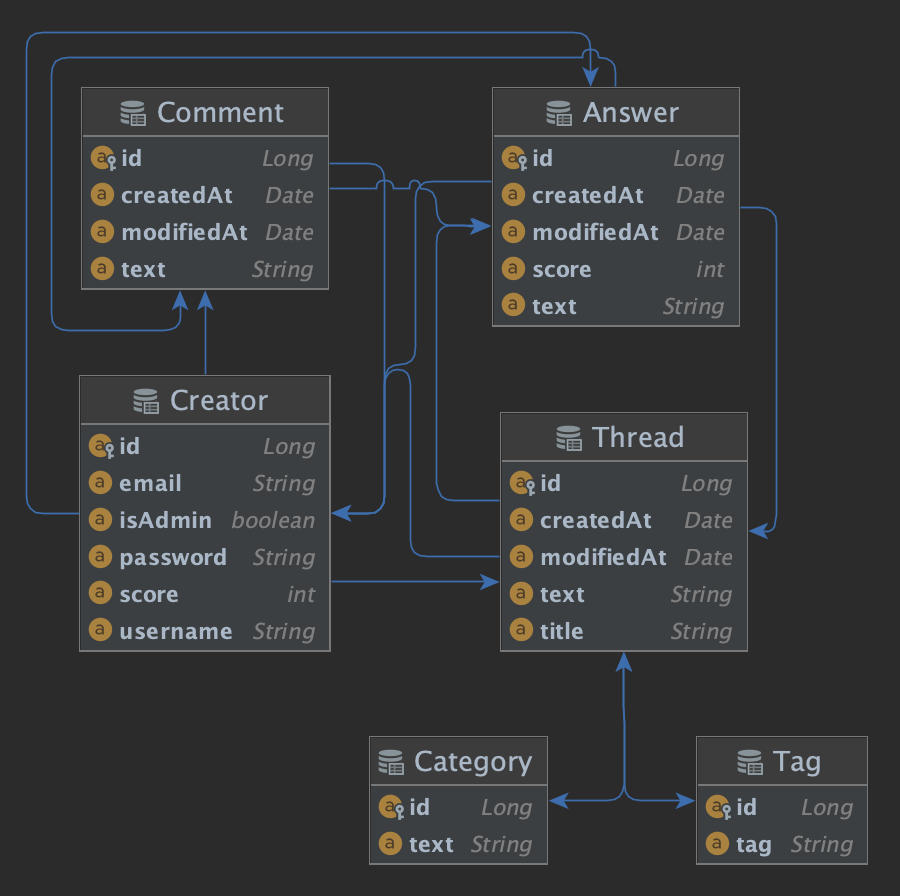 Comment
a id Long
a createdAt Date
a modifiedAt Date
a text String
Answer
a id Long
a createdAt Date
a modifiedAt Date
a score int
a text String
Creator
a id Long
a email String
a isAdmin boolean
a password String
a score int
a username String
Thread
a id Long
a createdAt Date
a modifiedAt Date
a text String
a title String
Category
a id Long
a text String
Tag
a id Long
a tag String